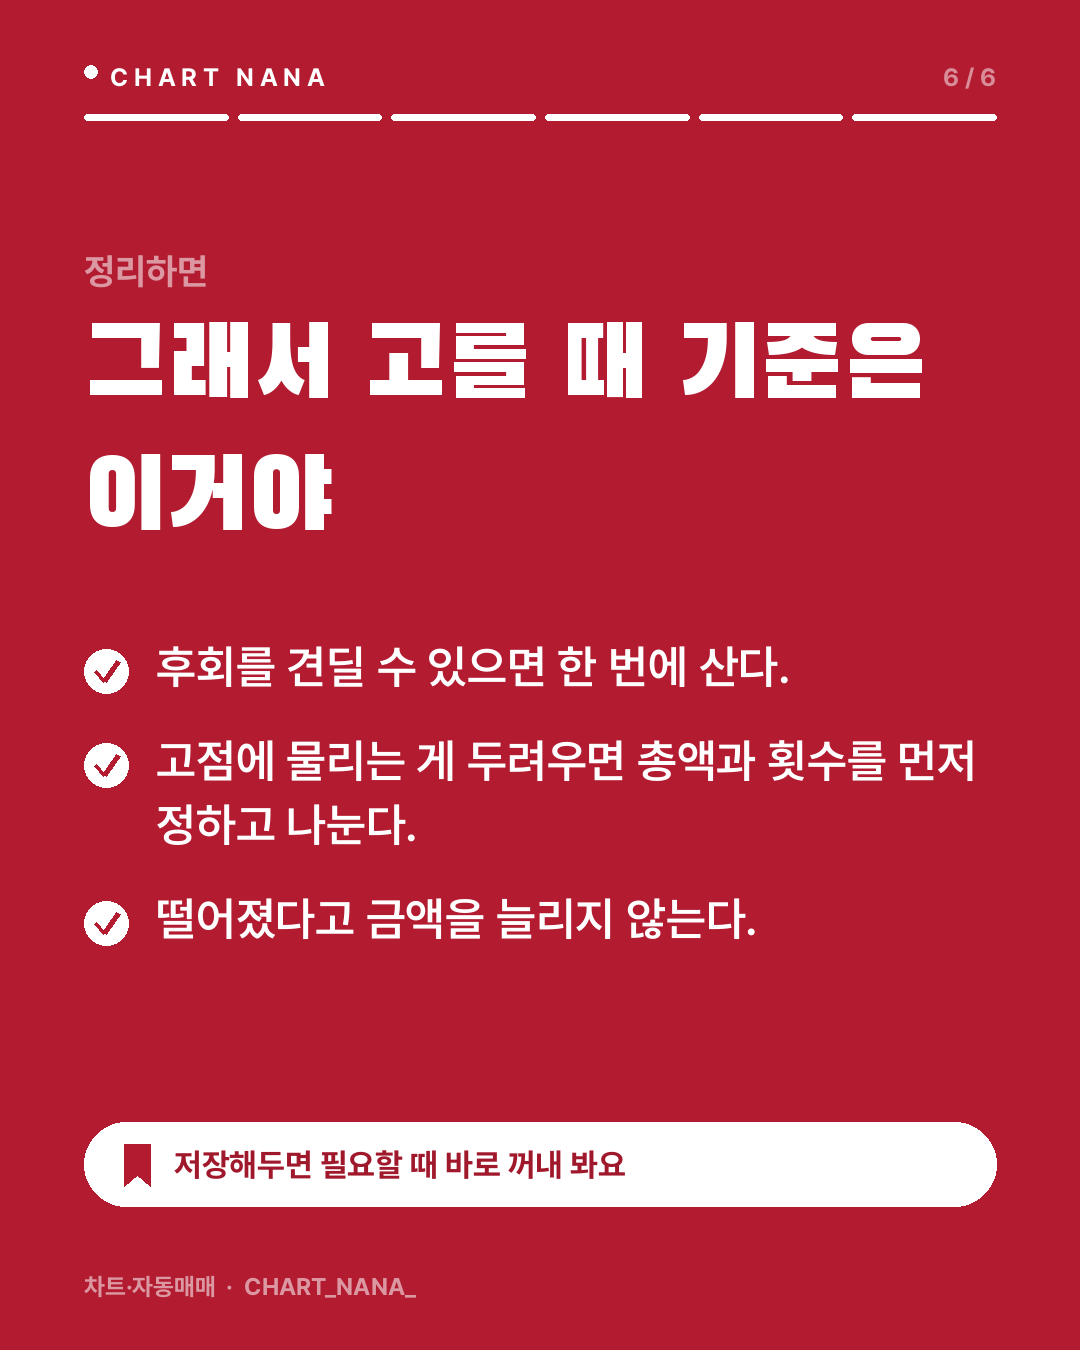 CHART NANA
6 / 6
정리하면
그래서 고를 때 기준은
이거야
후회를 견딜 수 있으면 한 번에 산다.
고점에 물리는 게 두려우면 총액과 횟수를 먼저
정하고 나눈다.
떨어졌다고 금액을 늘리지 않는다.
저장해두면 필요할 때 바로 꺼내 봐요
차트·자동매매 · CHART_NANA_